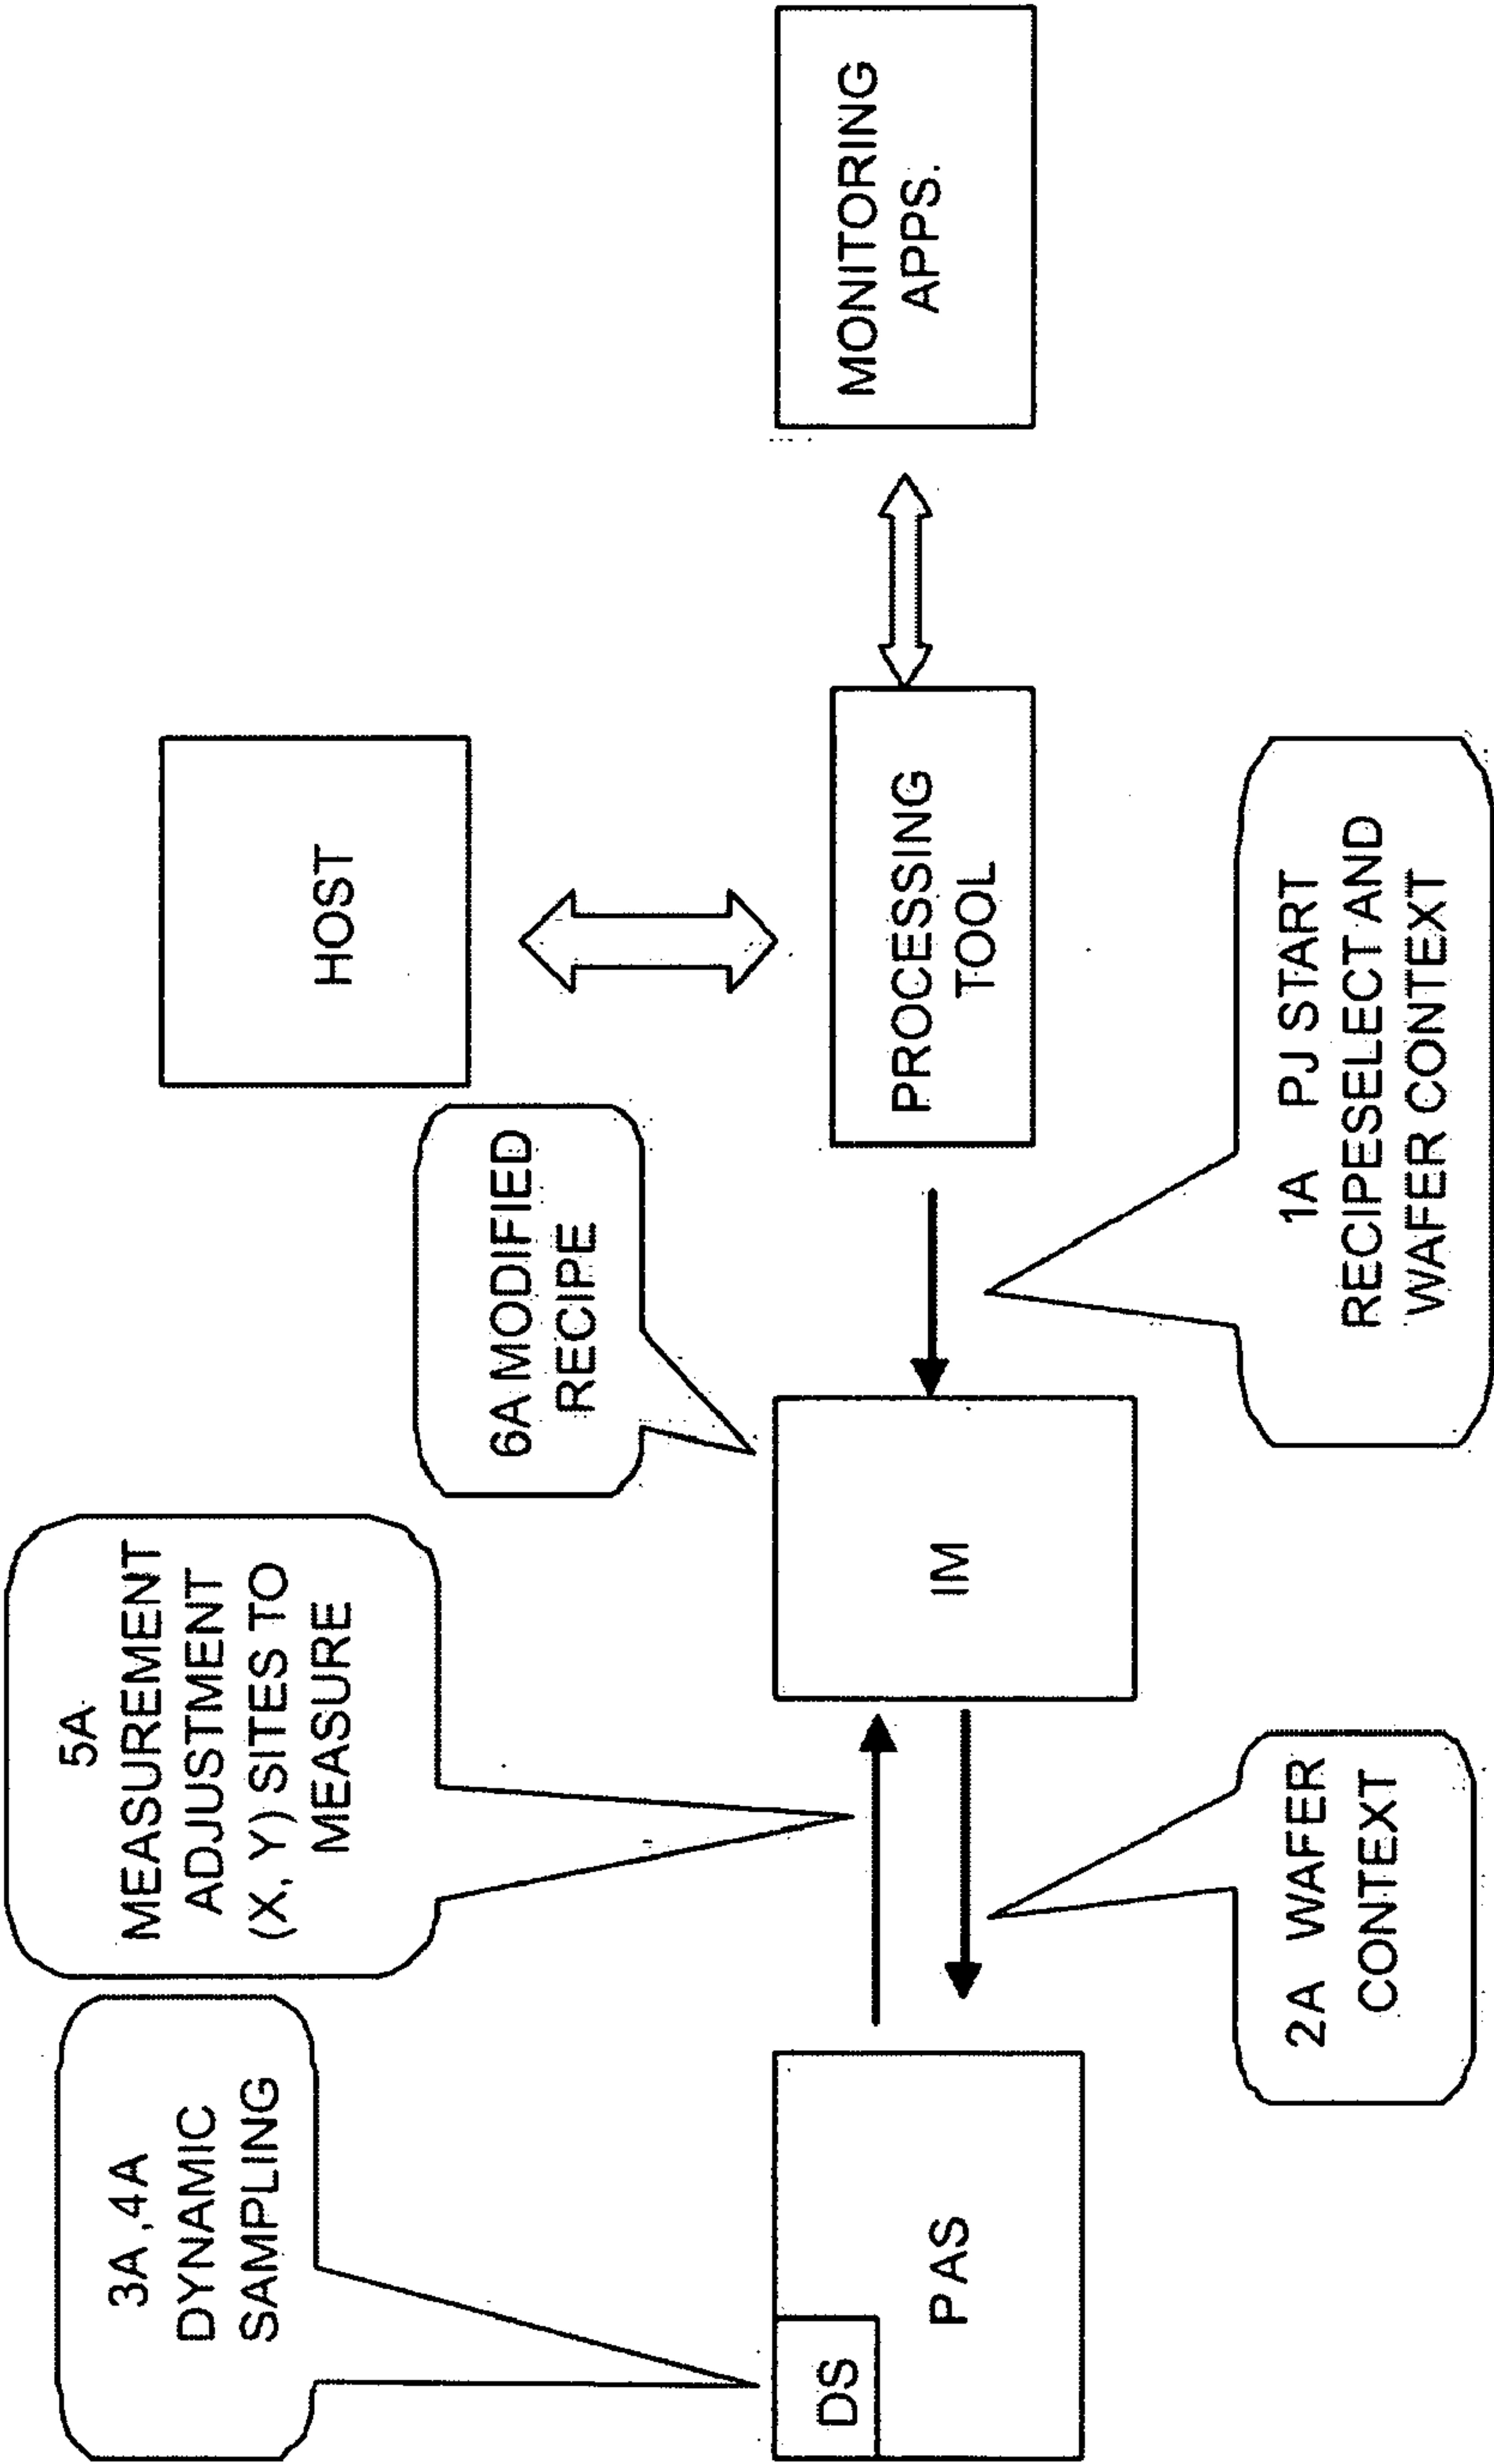 3A ,4A
DYNAMIC
SAMPLING
5A
MEASUREMENT
ADJUSTMENT
(X, Y) SITES TO
MEASURE
6A MODIFIED
RECIPE
HOST
DS
PAS
IM
PROCESSING
TOOL
MONITORING
APPS.
2A WAFER
CONTEXT
1A PJ START
RECIPESELECT AND
WAFER CONTEXT